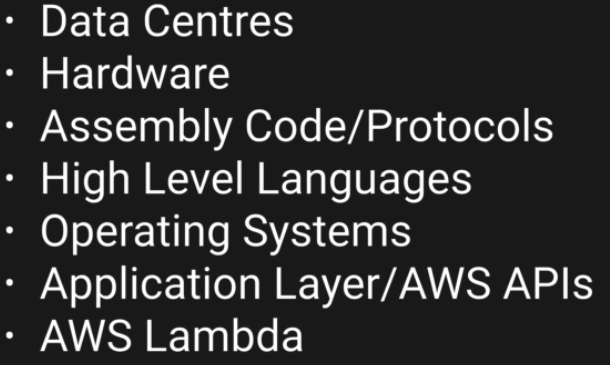 · Data Centres
· Hardware
· Assembly Code/Protocols
· High Level Languages
· Operating Systems
· Application Layer/AWS APIs
· AWS Lambda